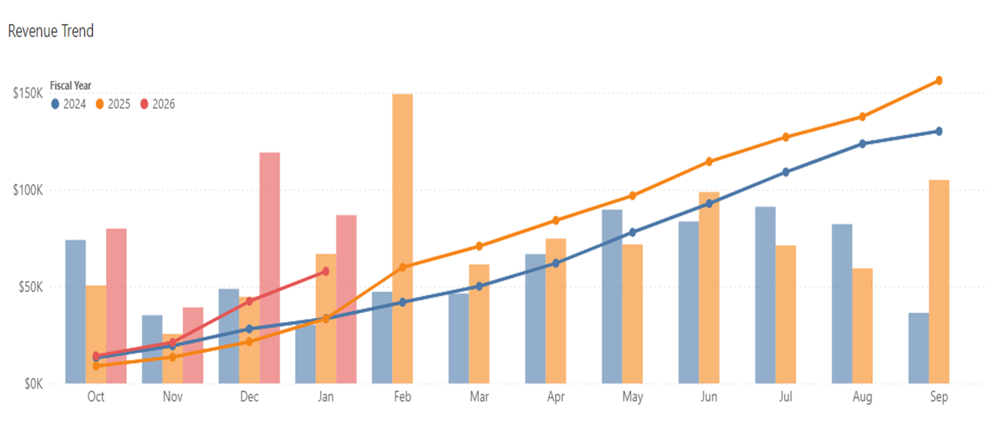 Revenue Trend
Fiscal Year
2024 2025 2026
$150K
$100K
$50K
$0K
Oct Nov Dec Jan Feb Mar Apr May Jun Jul Aug Sep